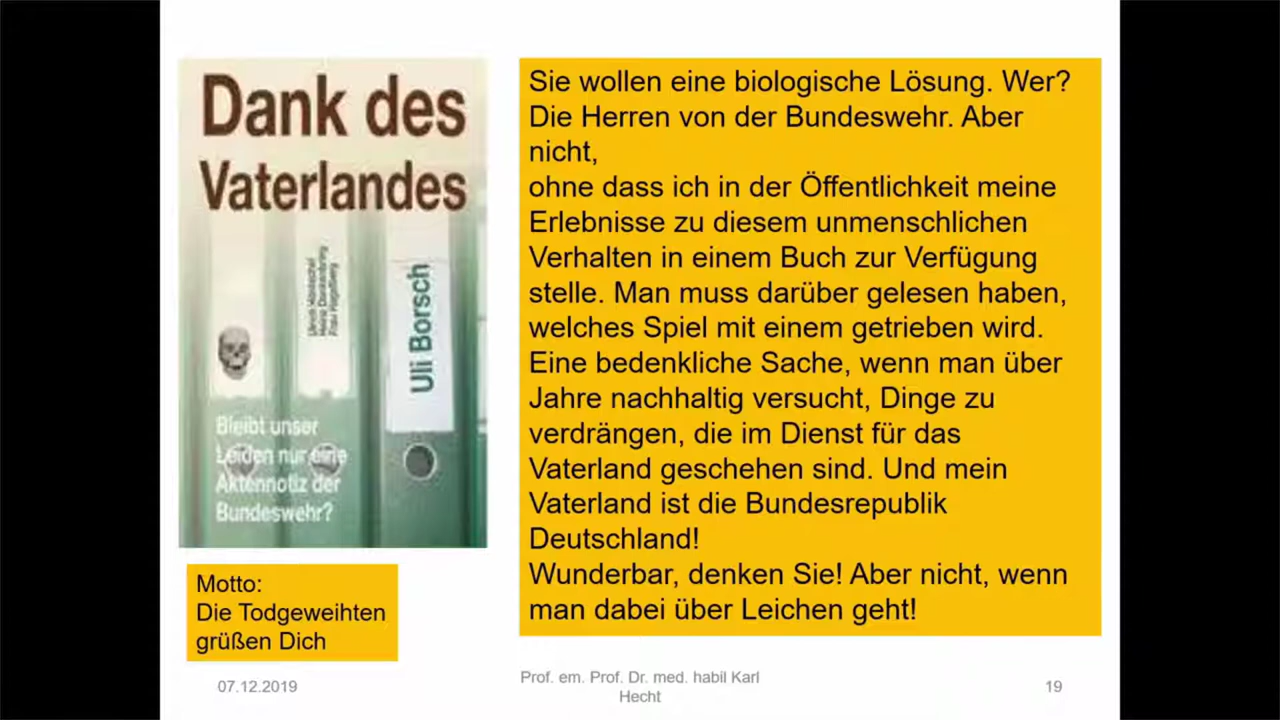 Dank des
Vaterlandes
Uli Borsch
Bleibt unser
Leiden nur eine
Aktennotiz der
Bundeswehr?
Motto:
Die Todgeweihten
grüßen Dich
Sie wollen eine biologische Lösung. Wer?
Die Herren von der Bundeswehr. Aber
nicht,
ohne dass ich in der Öffentlichkeit meine
Erlebnisse zu diesem unmenschlichen
Verhalten in einem Buch zur Verfügung
stelle. Man muss darüber gelesen haben,
welches Spiel mit einem getrieben wird.
Eine bedenkliche Sache, wenn man über
Jahre nachhaltig versucht, Dinge zu
verdrängen, die im Dienst für das
Vaterland geschehen sind. Und mein
Vaterland ist die Bundesrepublik
Deutschland!
Wunderbar, denken Sie! Aber nicht, wenn
man dabei über Leichen geht!
07.12.2019
Prof. em. Prof. Dr. med. habil Karl
Hecht
19